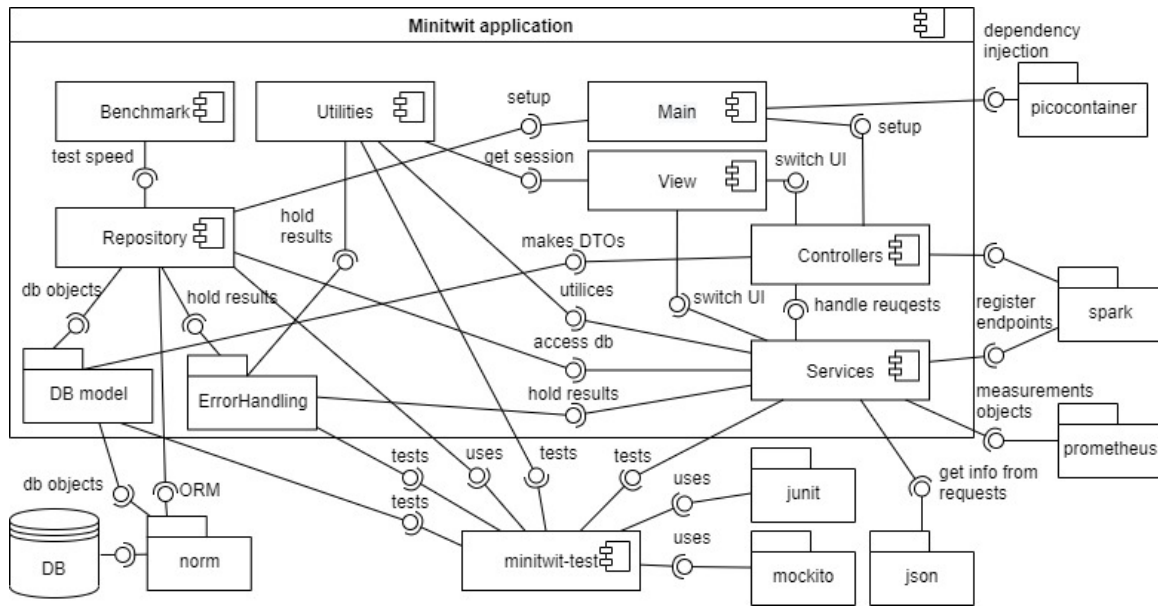 Minitwit application
dependency
injection
Benchmark
Utilities
setup
Main
picocontainer
setup
test speed
get session
View
switch UI
hold
results
Repository
makes DTOs
Controllers
db objects
hold results
utilices
switch UI
handle reuqests
register
endpoints
spark
access db
DB model
ErrorHandling
hold results
Services
measurements
objects
prometheus
tests
uses
tests
tests
get info from
requests
db objects
ORM
tests
uses
junit
DB
norm
minitwit-test
uses
mockito
json